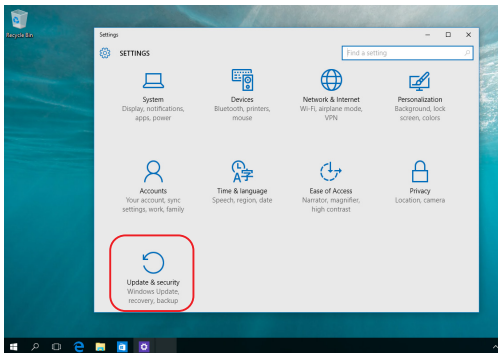 Recycle Bin
Settings
SETTINGS
Find a setting
System
Display, notifications,
apps, power
Devices
Bluetooth, printers,
mouse
Network & Internet
Wi-Fi, airplane mode,
VPN
Personalization
Background, lock
screen, colors
Accounts
Your account, sync
settings, work, family
Time & language
Speech, region, date
Ease of Access
Narrator, magnifier,
high contrast
Privacy
Location, camera
Update & security
Windows Update,
recovery, backup